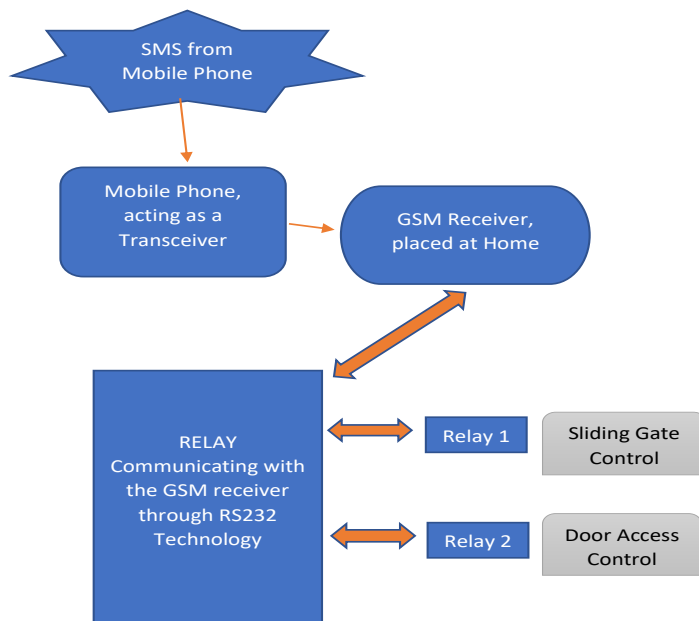 SMS from
Mobile Phone
Mobile Phone,
acting as a
Transceiver
GSM Receiver,
placed at Home
RELAY
Communicating with
the GSM receiver
through RS232
Technology
Relay 1
Sliding Gate
Control
Relay 2
Door Access
Control